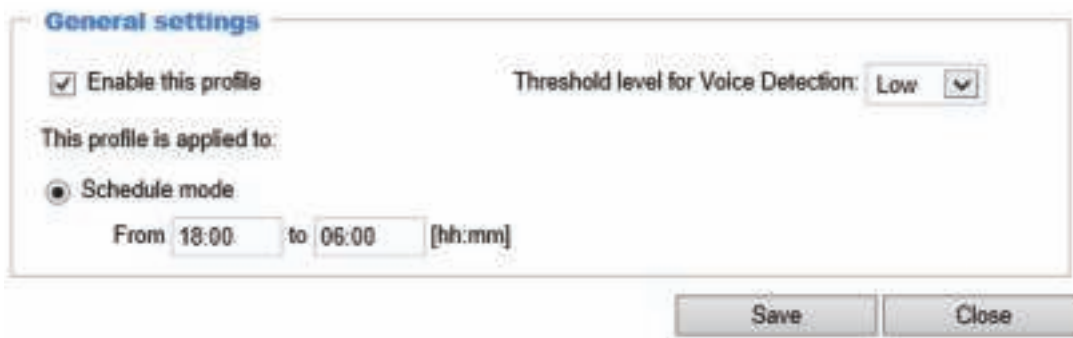 General settings
Enable this profile
Threshold level for Voice Detection: Low
This profile is applied to:
Schedule mode
From 18:00 to 06:00 [hh:mm]
Save Close